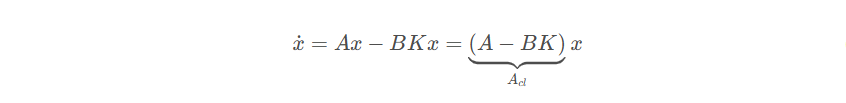 ẋ = Ax − BKx = (A − BK) x
A_cl